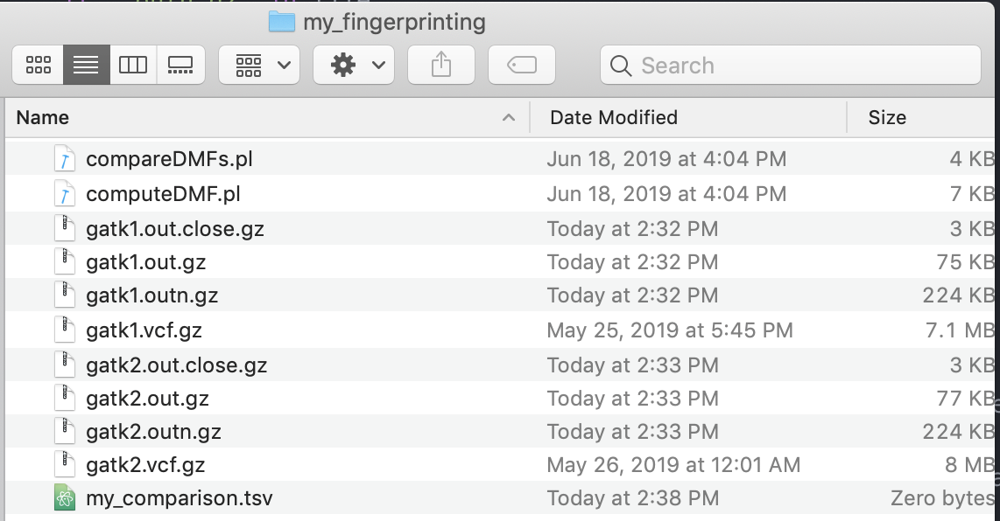 my_fingerprinting
Search
Name Date Modified Size
compareDMFs.pl Jun 18, 2019 at 4:04 PM 4 KB
computeDMF.pl Jun 18, 2019 at 4:04 PM 7 KB
gatk1.out.close.gz Today at 2:32 PM 3 KB
gatk1.out.gz Today at 2:32 PM 75 KB
gatk1.outn.gz Today at 2:32 PM 224 KB
gatk1.vcf.gz May 25, 2019 at 5:45 PM 7.1 MB
gatk2.out.close.gz Today at 2:33 PM 3 KB
gatk2.out.gz Today at 2:33 PM 77 KB
gatk2.outn.gz Today at 2:33 PM 224 KB
gatk2.vcf.gz May 26, 2019 at 12:01 AM 8 MB
my_comparison.tsv Today at 2:38 PM Zero bytes